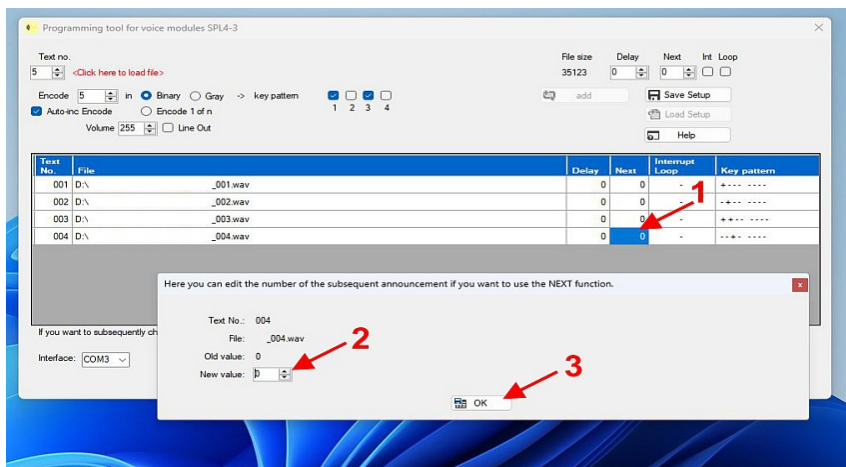 Programming tool for voice modules SPL4-3
Text no. File size Delay Next Int Loop
5 <Click here to load file> 35123 0 0
Encode 5 in Binary Gray -> key pattern add Save Setup
Auto-inc Encode Encode 1 of n 1 2 3 4 Load Setup
Volume 255 Line Out Help
Text No. File Delay Next Interrupt Loop Key pattern
001 D:\ _001.wav 0 0 - +--- ----
002 D:\ _002.wav 0 0 - -+-- ----
003 D:\ _003.wav 0 0 - ++-- ----
004 D:\ _004.wav 0 0 - --+- ----
1
Here you can edit the number of the subsequent announcement if you want to use the NEXT function.
Text No.: 004
If you want to subsequently ch
File: _004.wav
2
Interface: COM3
Old value: 0
New value: 0
3
OK